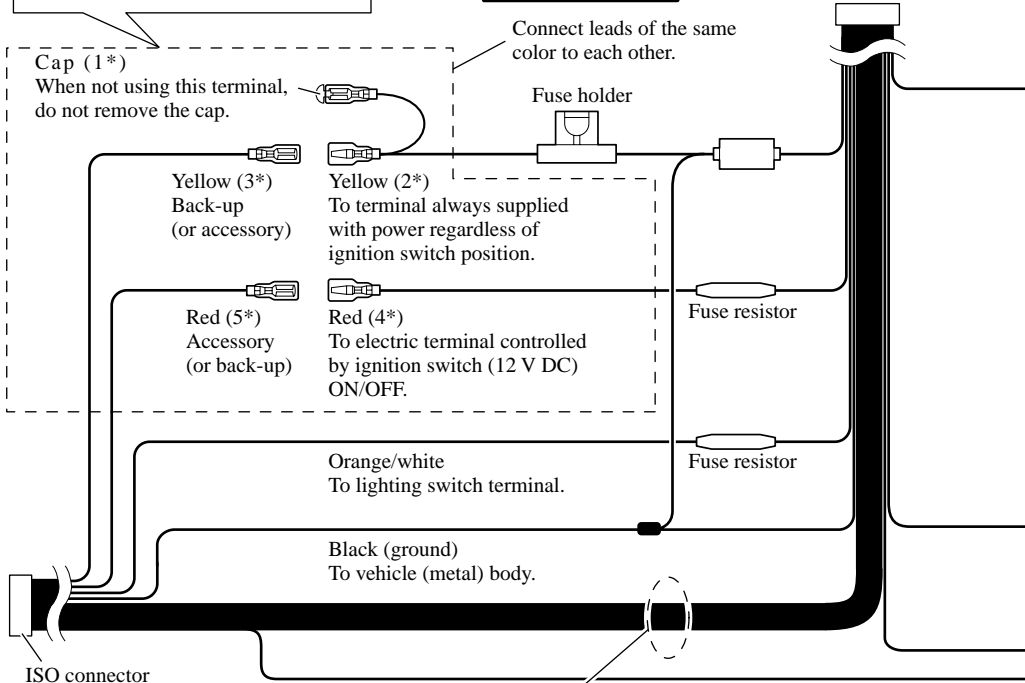 Connect leads of the same
color to each other.
Cap (1*)
When not using this terminal,
do not remove the cap.
Fuse holder
Yellow (3*)
Back-up
(or accessory)
Yellow (2*)
To terminal always supplied
with power regardless of
ignition switch position.
Red (5*)
Accessory
(or back-up)
Red (4*)
To electric terminal controlled
by ignition switch (12 V DC)
ON/OFF.
Fuse resistor
Orange/white
To lighting switch terminal.
Fuse resistor
Black (ground)
To vehicle (metal) body.
ISO connector